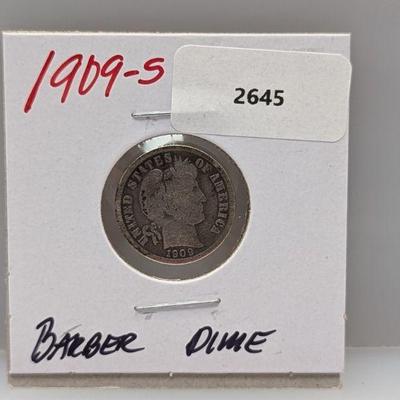 1909-S
2645
UNITED STATES OF AMERICA
1909
BARBER DIME